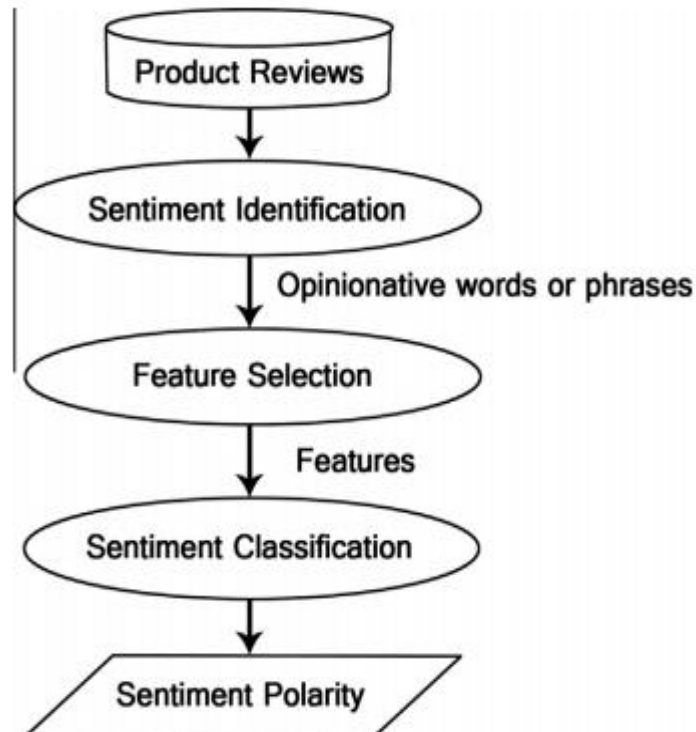 Product Reviews
Sentiment Identification
Opinionative words or phrases
Feature Selection
Features
Sentiment Classification
Sentiment Polarity